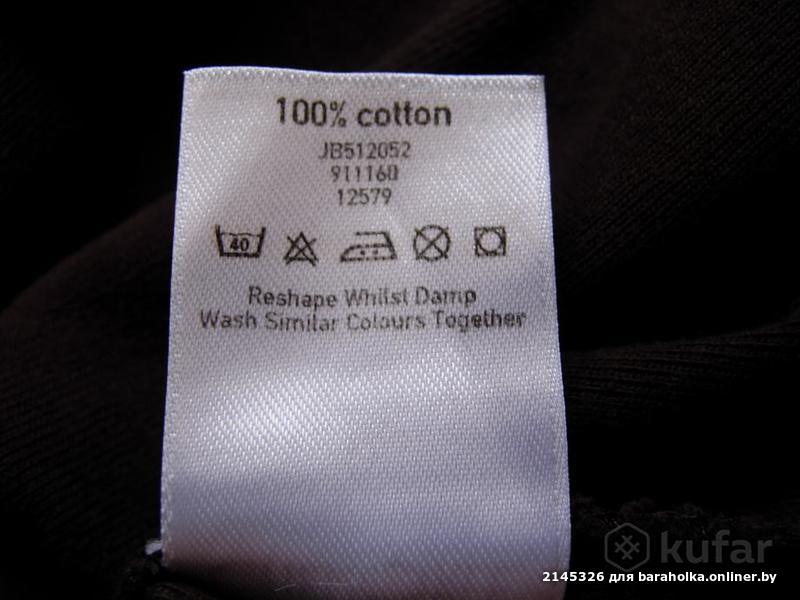 100% cotton
JB512052
911160
12579
40
Reshape Whilst Damp
Wash Similar Colours Together
kufar
2145326 для baraholka.onliner.by